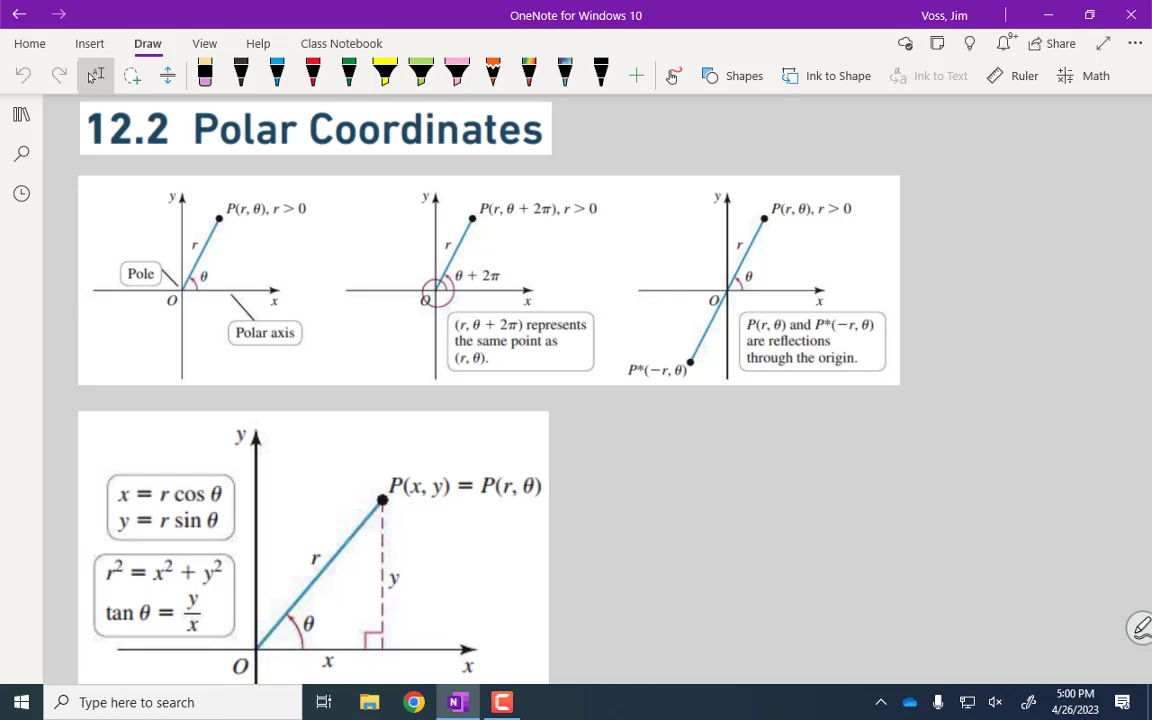 OneNote for Windows 10
Voss, Jim
Home
Insert
Draw
View
Help
Class Notebook
9+
Share
Shapes
Ink to Shape
Ink to Text
Ruler
Math
12.2 Polar Coordinates
y
P(r, θ), r > 0
r
Pole
θ
O
x
Polar axis
y
P(r, θ + 2π), r > 0
r
θ + 2π
O
x
(r, θ + 2π) represents
the same point as
(r, θ).
y
P(r, θ), r > 0
r
θ
O
x
P(r, θ) and P*(−r, θ)
are reflections
through the origin.
P*(−r, θ)
y
P(x, y) = P(r, θ)
x = r cos θ
y = r sin θ
r
r² = x² + y²
y
tan θ = y/x
θ
O
x
x
Type here to search
N
5:00 PM
4/26/2023